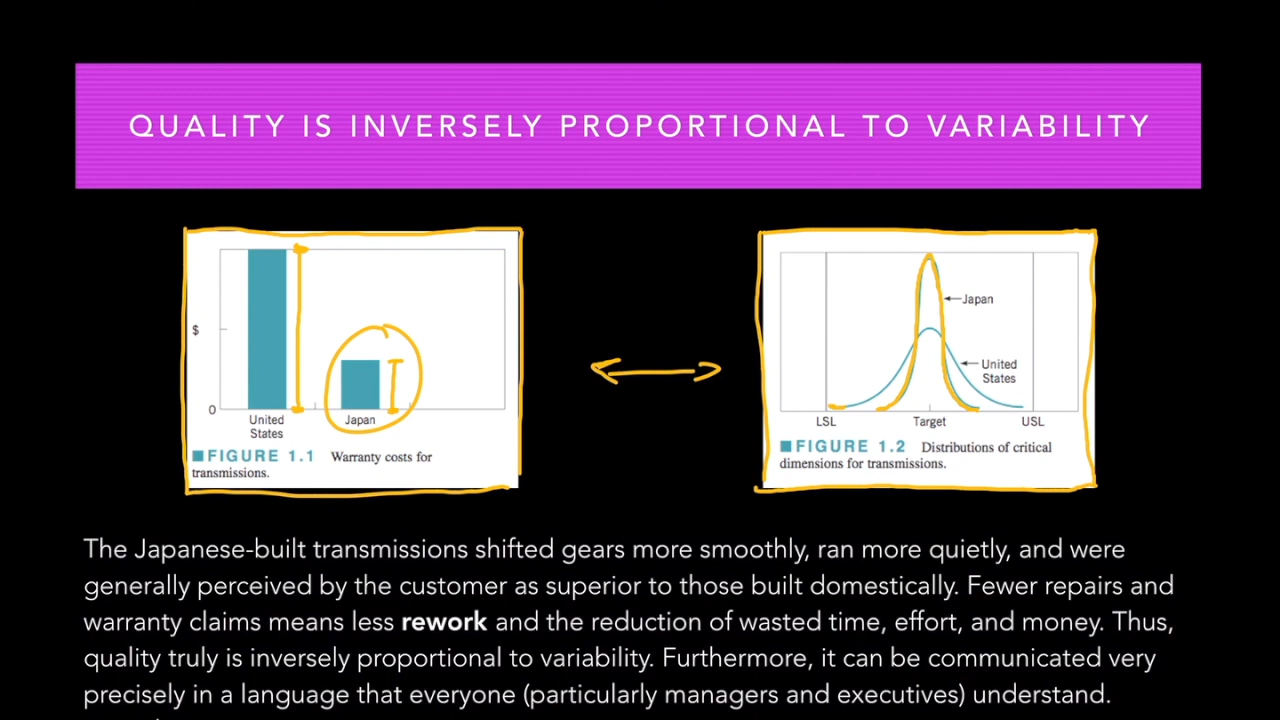 QUALITY IS INVERSELY PROPORTIONAL TO VARIABILITY
$
0
United
States
Japan
■FIGURE 1.1 Warranty costs for
transmissions.
Japan
United
States
LSL
Target
USL
■FIGURE 1.2 Distributions of critical
dimensions for transmissions.
The Japanese-built transmissions shifted gears more smoothly, ran more quietly, and were
generally perceived by the customer as superior to those built domestically. Fewer repairs and
warranty claims means less rework and the reduction of wasted time, effort, and money. Thus,
quality truly is inversely proportional to variability. Furthermore, it can be communicated very
precisely in a language that everyone (particularly managers and executives) understand.